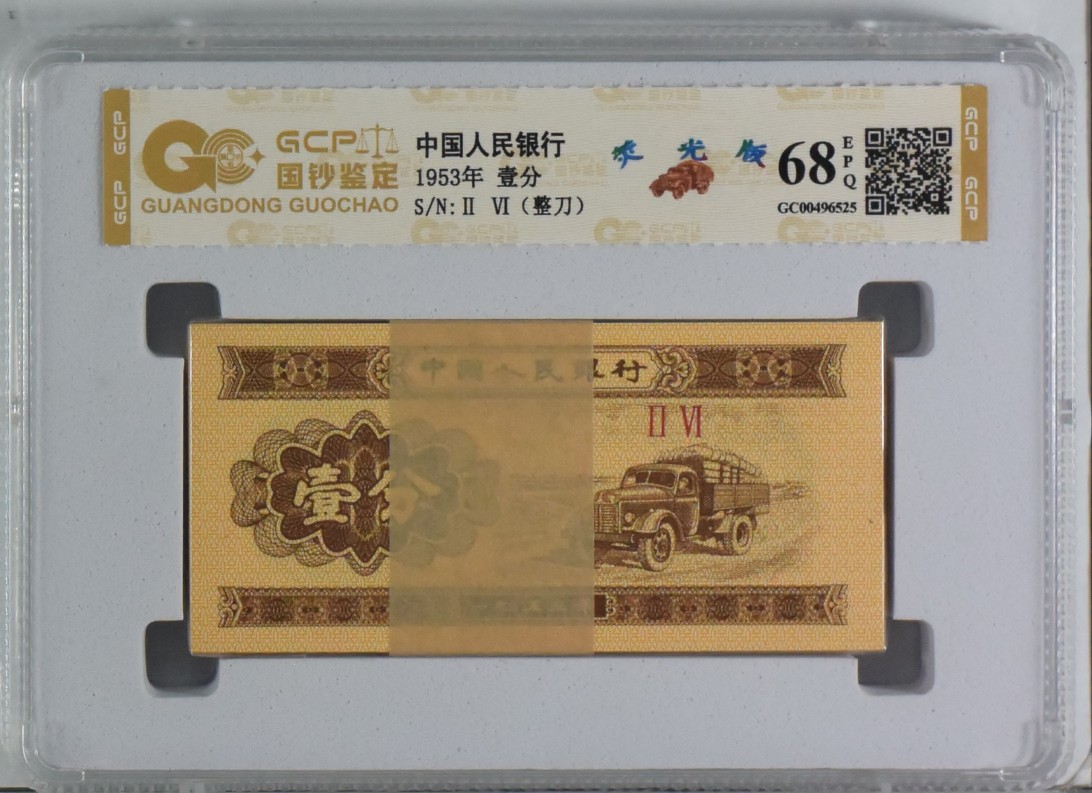 GCP GCP
GCP
国钞鉴定
GUANGDONG GUOCHAO
中国人民银行
1953年 壹分
S/N: II VI (整刀)
荧光版
68 EPQ
GC00496525
GCP GCP
中国人民银行
II VI
壹分